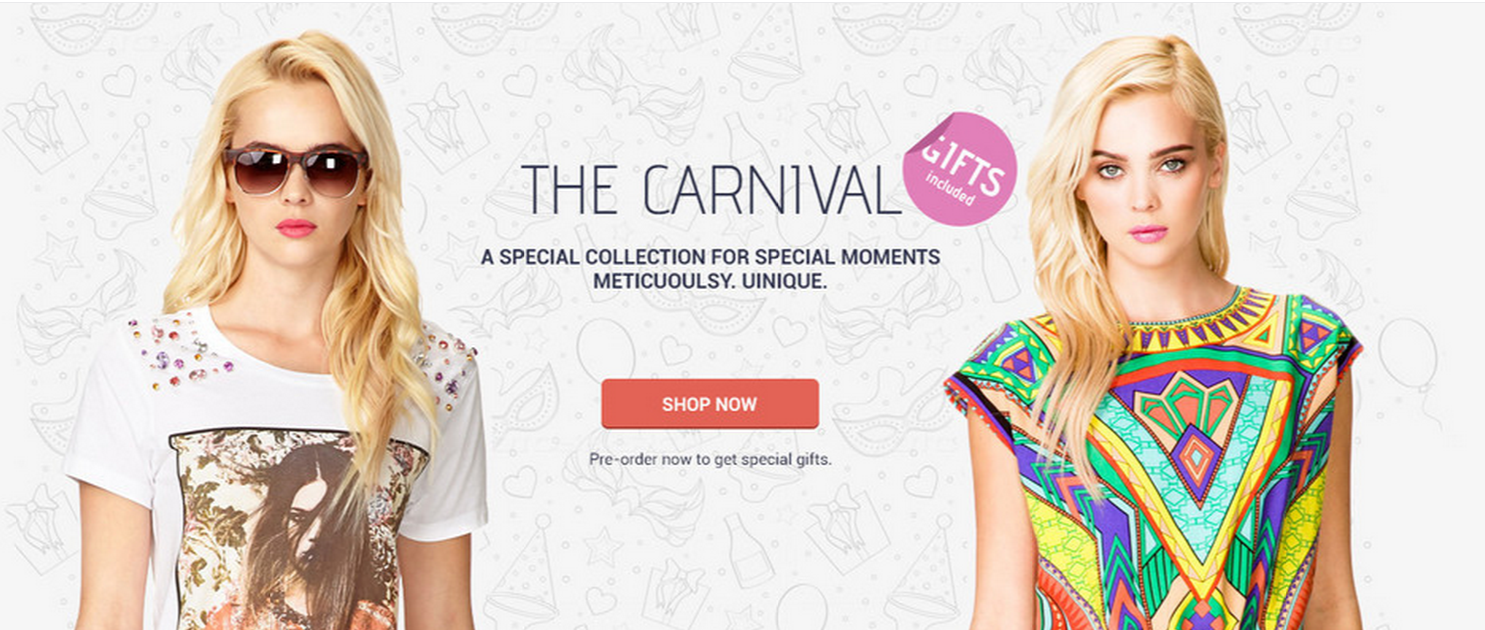 THE CARNIVAL
GIFTS
included
A SPECIAL COLLECTION FOR SPECIAL MOMENTS
METICUOULSY. UINIQUE.
SHOP NOW
Pre-order now to get special gifts.